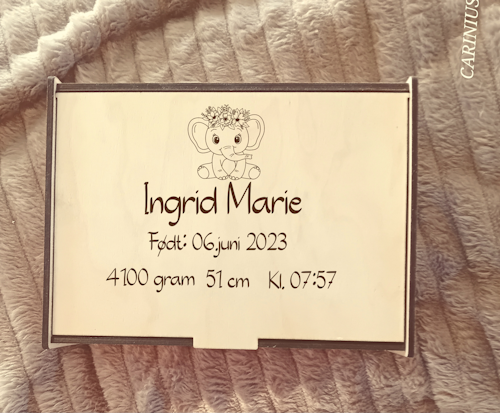 CARINIUS
Ingrid Marie
Født: 06.juni 2023
4100 gram 51 cm Kl. 07:57